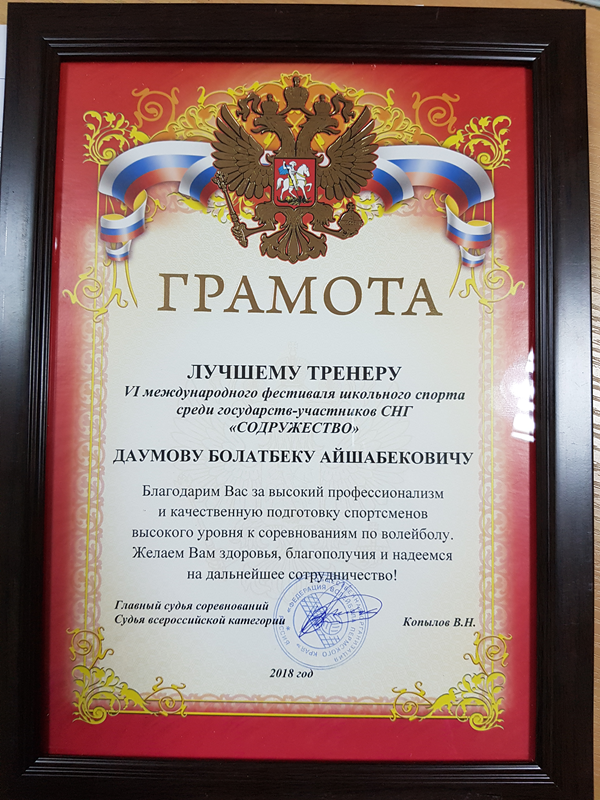 ГРАМОТА
ЛУЧШЕМУ ТРЕНЕРУ
VI международного фестиваля школьного спорта
среди государств-участников СНГ
«СОДРУЖЕСТВО»
ДАУМОВУ БОЛАТБЕКУ АЙШАБЕКОВИЧУ
Благодарим Вас за высокий профессионализм
и качественную подготовку спортсменов
высокого уровня к соревнованиям по волейболу.
Желаем Вам здоровья, благополучия и надеемся
на дальнейшее сотрудничество!
Главный судья соревнований
Судья всероссийской категории
Копылов В.Н.
2018 год